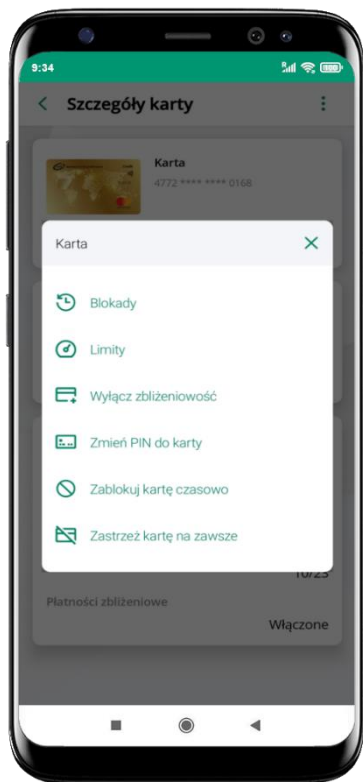 9:34
Szczegóły karty
Karta
4772 **** **** 0168
Karta
Blokady
Limity
Wyłącz zbliżeniowość
Zmień PIN do karty
Zablokuj kartę czasowo
Zastrzeż kartę na zawsze
10/23
Płatności zbliżeniowe
Włączone